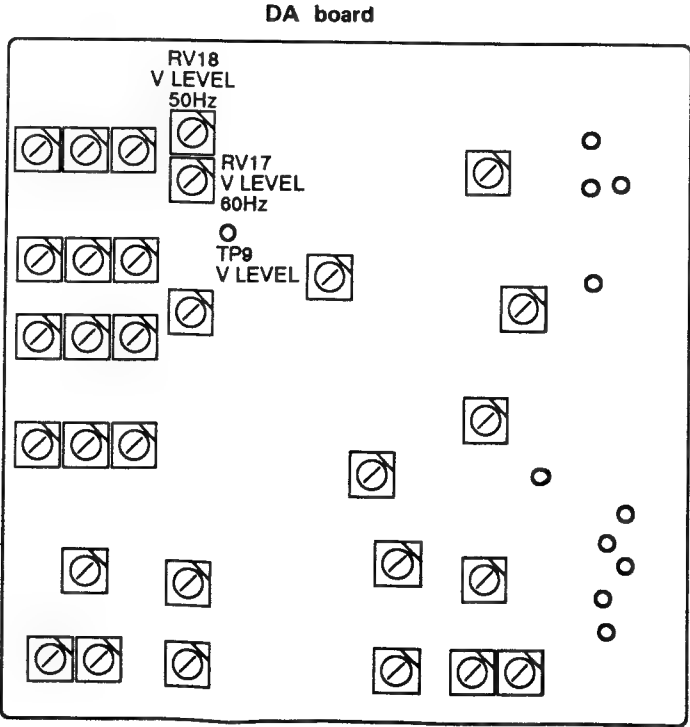 DA board
RV18
V LEVEL
50Hz
RV17
V LEVEL
60Hz
TP9
V LEVEL